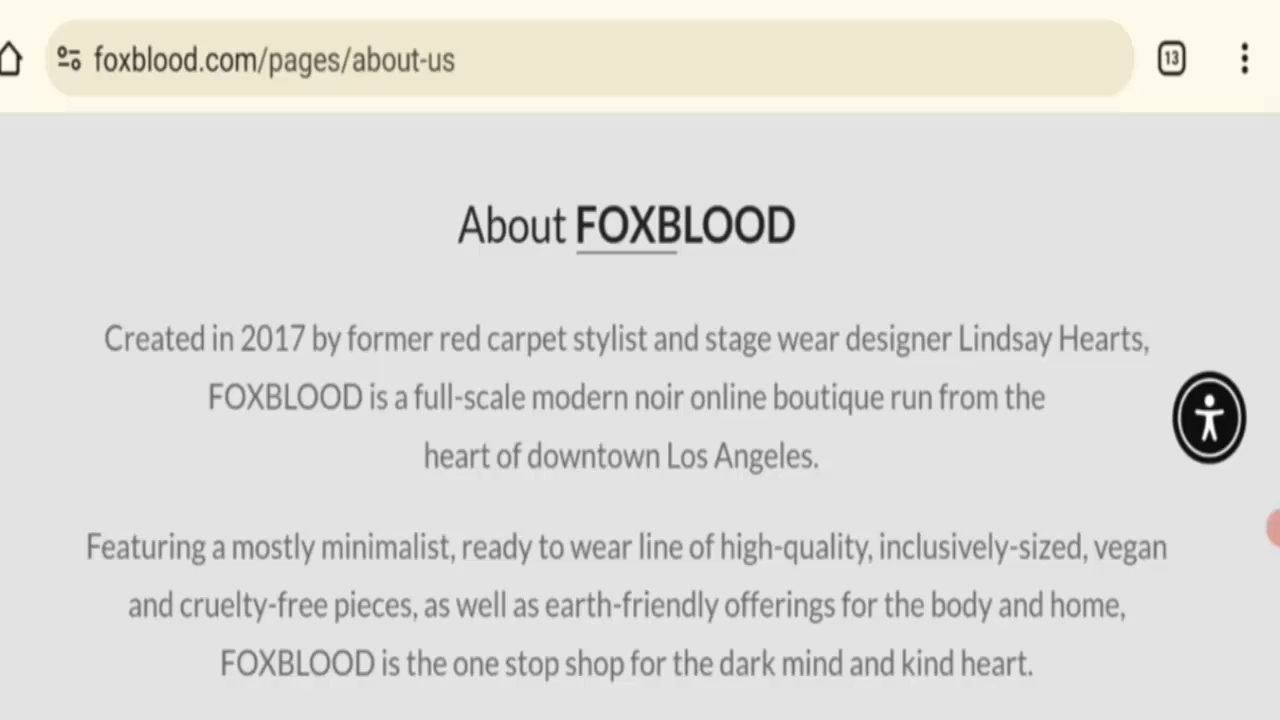 foxblood.com/pages/about-us
13
About FOXBLOOD
Created in 2017 by former red carpet stylist and stage wear designer Lindsay Hearts,
FOXBLOOD is a full-scale modern noir online boutique run from the
heart of downtown Los Angeles.
Featuring a mostly minimalist, ready to wear line of high-quality, inclusively-sized, vegan
and cruelty-free pieces, as well as earth-friendly offerings for the body and home,
FOXBLOOD is the one stop shop for the dark mind and kind heart.